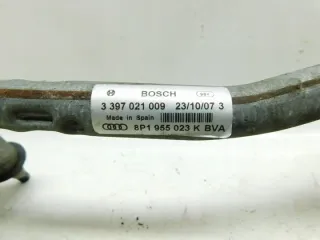 BOSCH
3 397 021 009 23/10/07 3
Made in Spain
8P1 955 023 K BVA